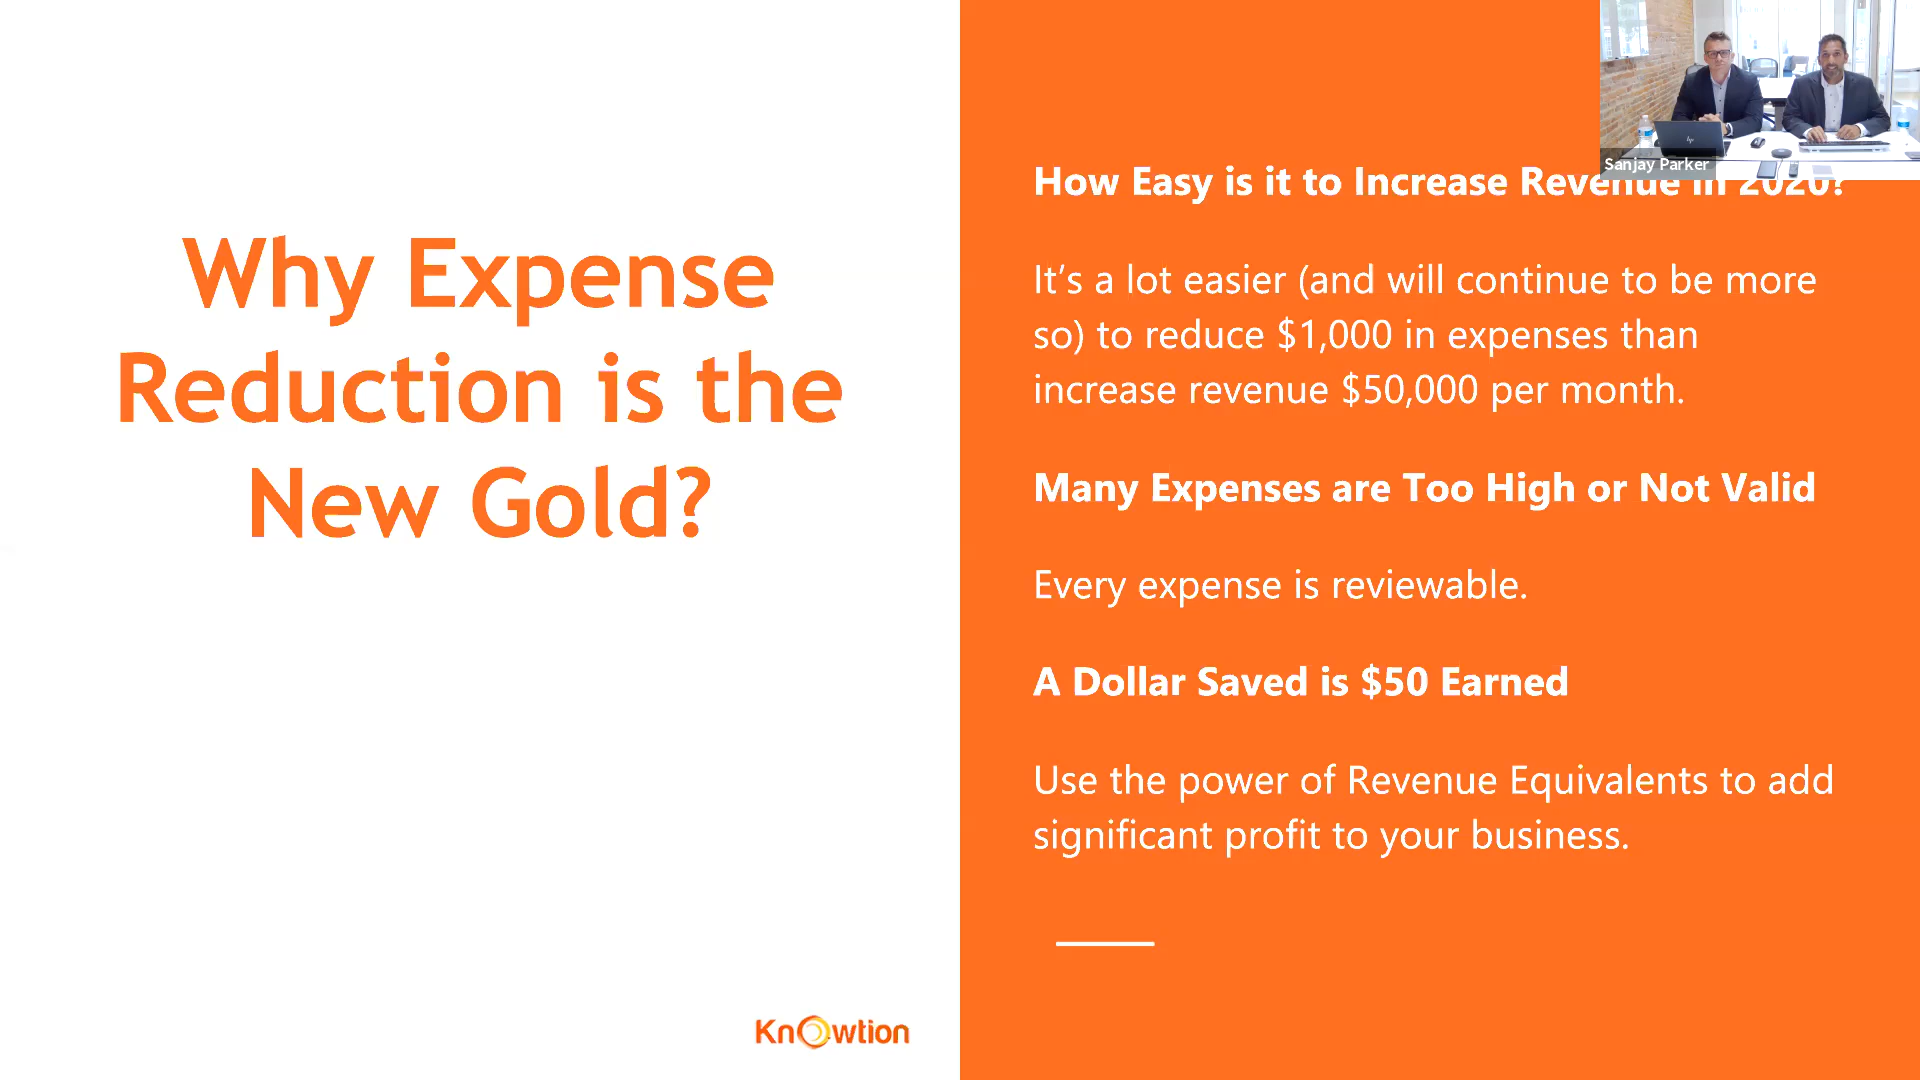 Why Expense
Reduction is the
New Gold?
Knowtion
Sanjay Parker
How Easy is it to Increase Revenue in 2020?
It’s a lot easier (and will continue to be more
so) to reduce $1,000 in expenses than
increase revenue $50,000 per month.
Many Expenses are Too High or Not Valid
Every expense is reviewable.
A Dollar Saved is $50 Earned
Use the power of Revenue Equivalents to add
significant profit to your business.